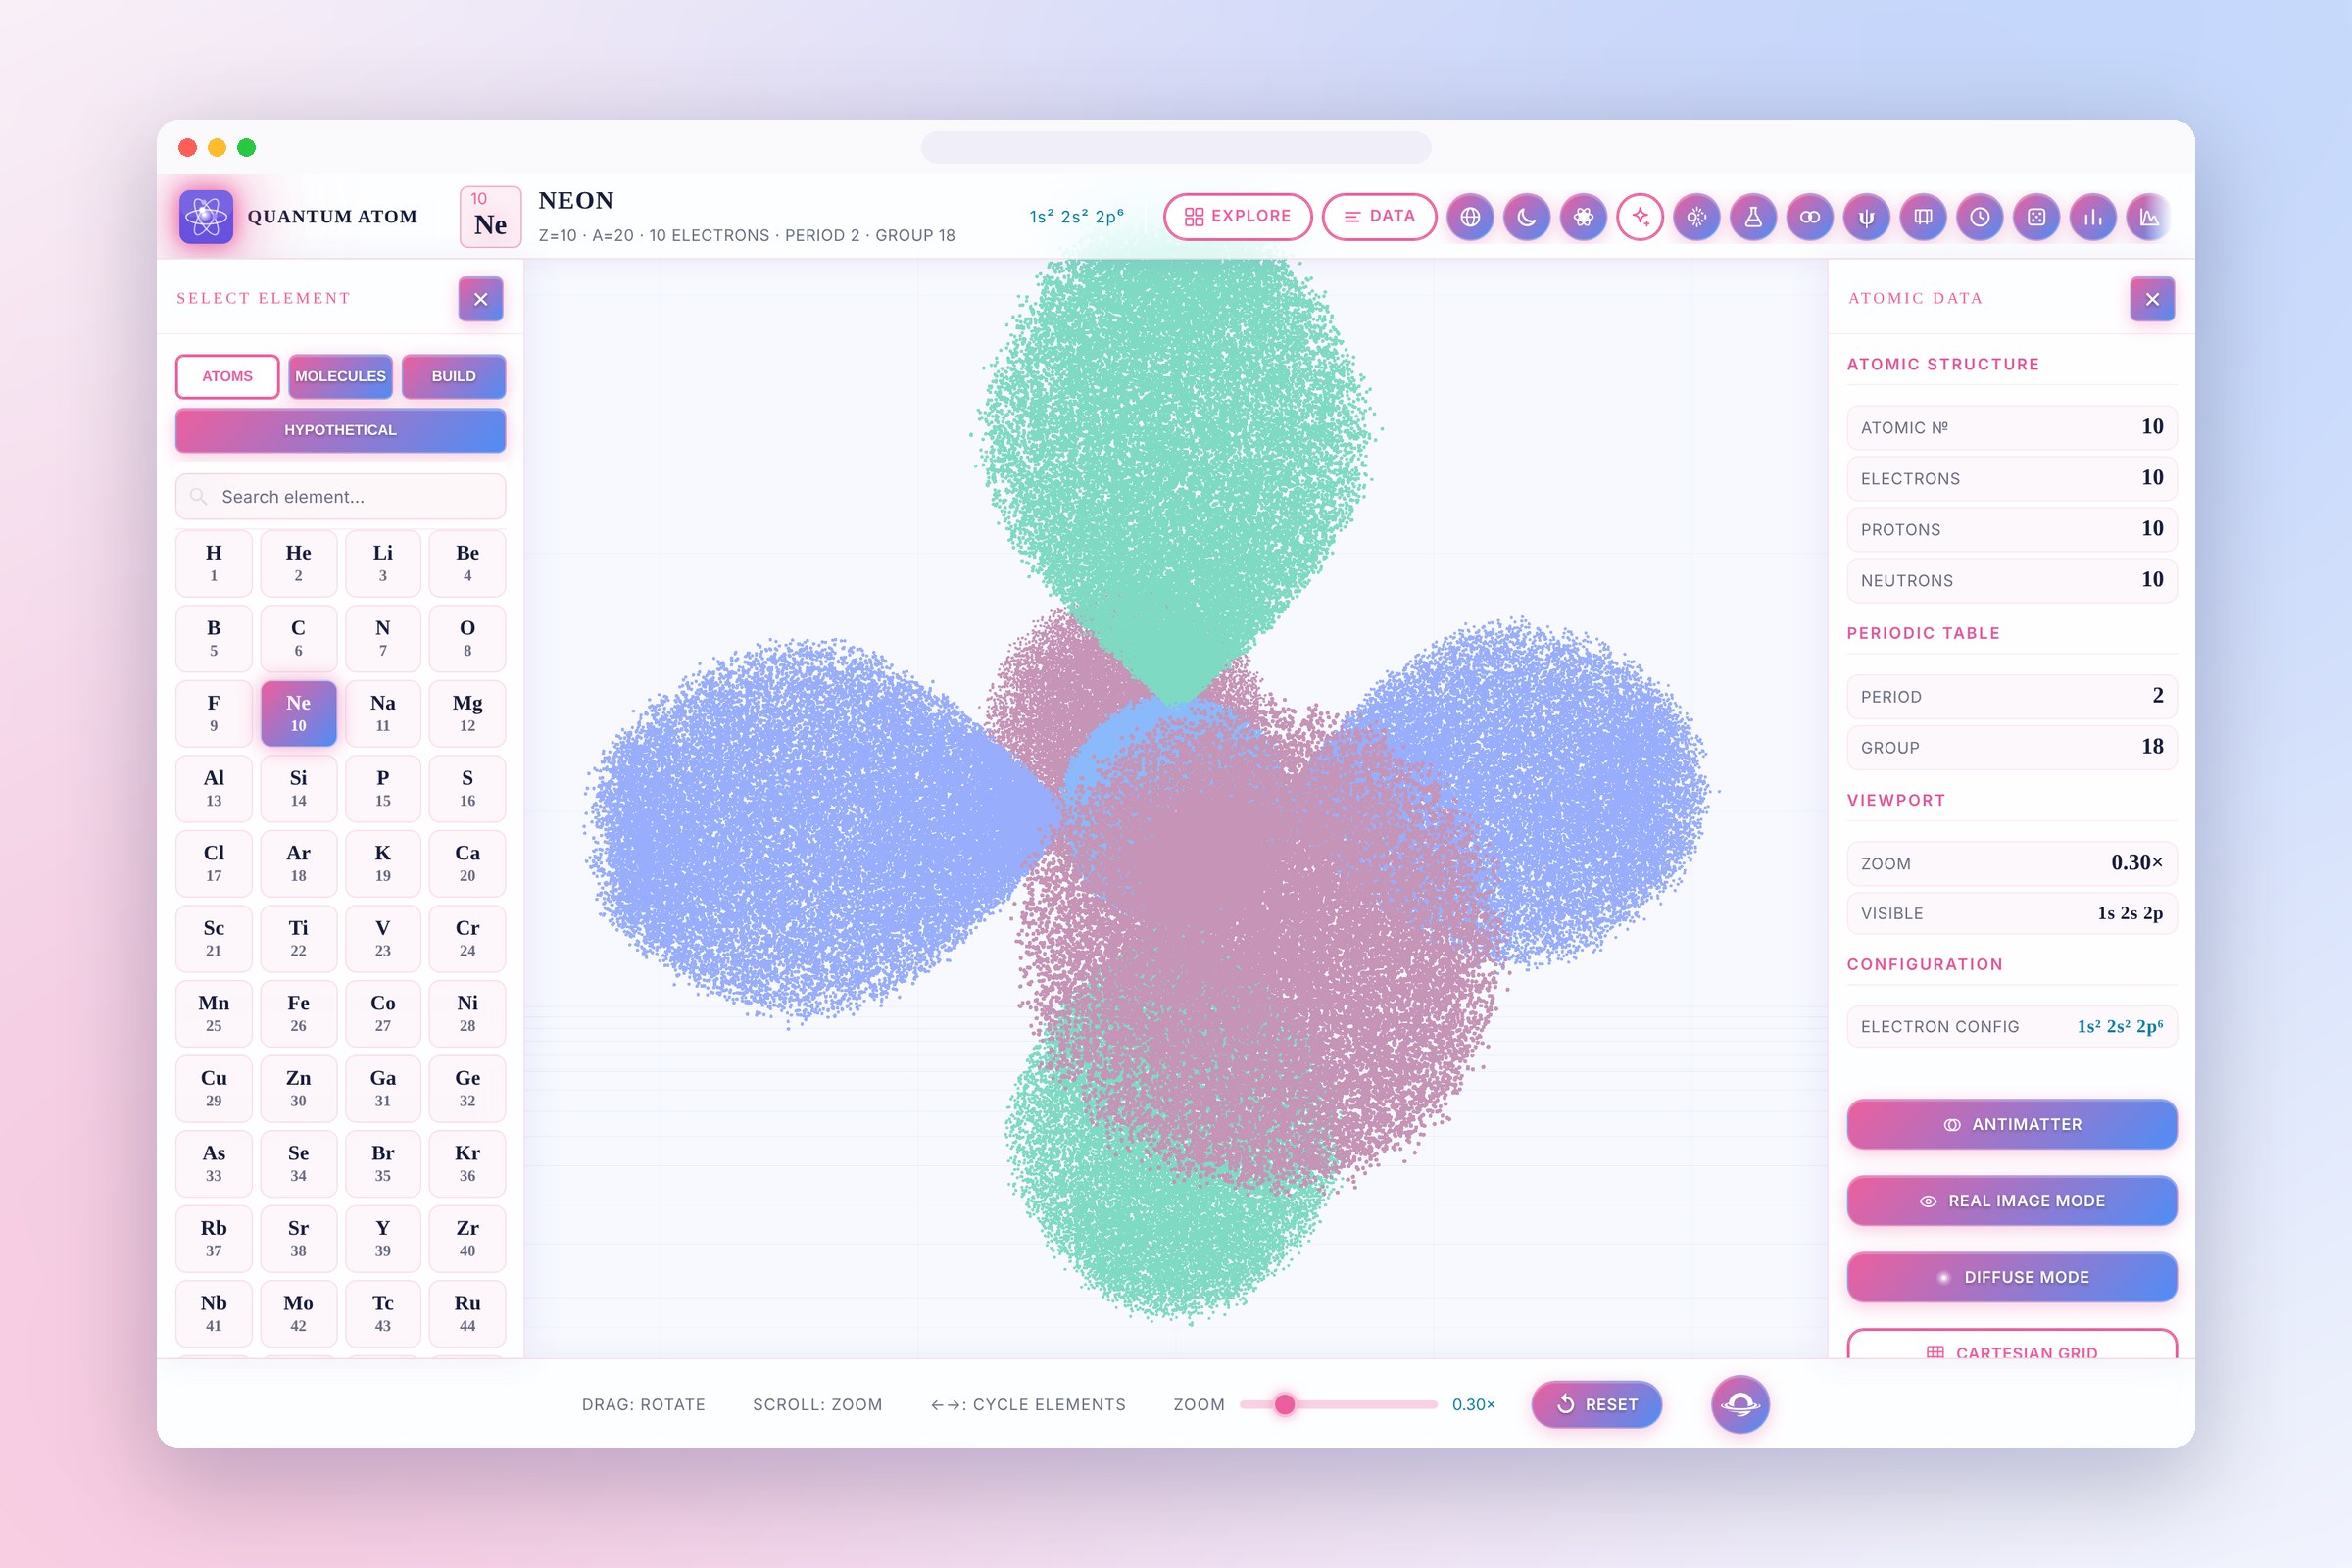 QUANTUM ATOM
10
Ne
NEON
Z=10 · A=20 · 10 ELECTRONS · PERIOD 2 · GROUP 18
1s² 2s² 2p⁶
EXPLORE
DATA
SELECT ELEMENT
ATOMS MOLECULES BUILD
HYPOTHETICAL
Search element...
H He Li Be
1 2 3 4
B C N O
5 6 7 8
F Ne Na Mg
9 10 11 12
Al Si P S
13 14 15 16
Cl Ar K Ca
17 18 19 20
Sc Ti V Cr
21 22 23 24
Mn Fe Co Ni
25 26 27 28
Cu Zn Ga Ge
29 30 31 32
As Se Br Kr
33 34 35 36
Rb Sr Y Zr
37 38 39 40
Nb Mo Tc Ru
41 42 43 44
ATOMIC DATA
ATOMIC STRUCTURE
ATOMIC № 10
ELECTRONS 10
PROTONS 10
NEUTRONS 10
PERIODIC TABLE
PERIOD 2
GROUP 18
VIEWPORT
ZOOM 0.30×
VISIBLE 1s 2s 2p
CONFIGURATION
ELECTRON CONFIG 1s² 2s² 2p⁶
ANTIMATTER
REAL IMAGE MODE
DIFFUSE MODE
CARTESIAN GRID
DRAG: ROTATE
SCROLL: ZOOM
←→: CYCLE ELEMENTS
ZOOM
0.30×
RESET